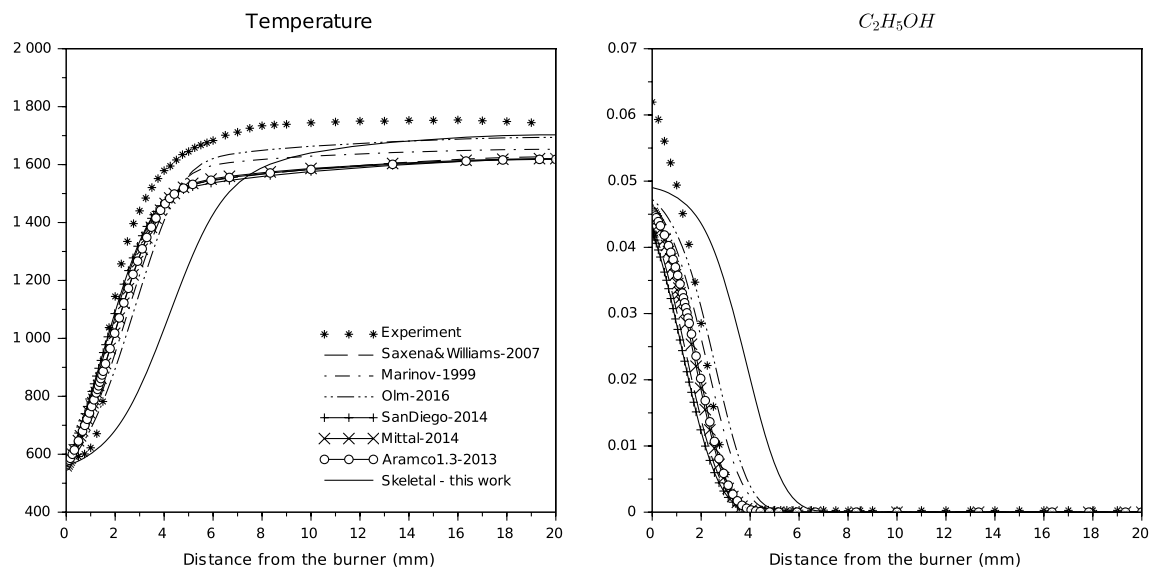 Temperature
2 000
1 800
1 600
1 400
1 200
1 000
800
600
400
0 2 4 6 8 10 12 14 16 18 20
Distance from the burner (mm)
Experiment
Saxena&Williams-2007
Marinov-1999
Olm-2016
SanDiego-2014
Mittal-2014
Aramco1.3-2013
Skeletal - this work
C₂H₅OH
0.07
0.06
0.05
0.04
0.03
0.02
0.01
0
0 2 4 6 8 10 12 14 16 18 20
Distance from the burner (mm)